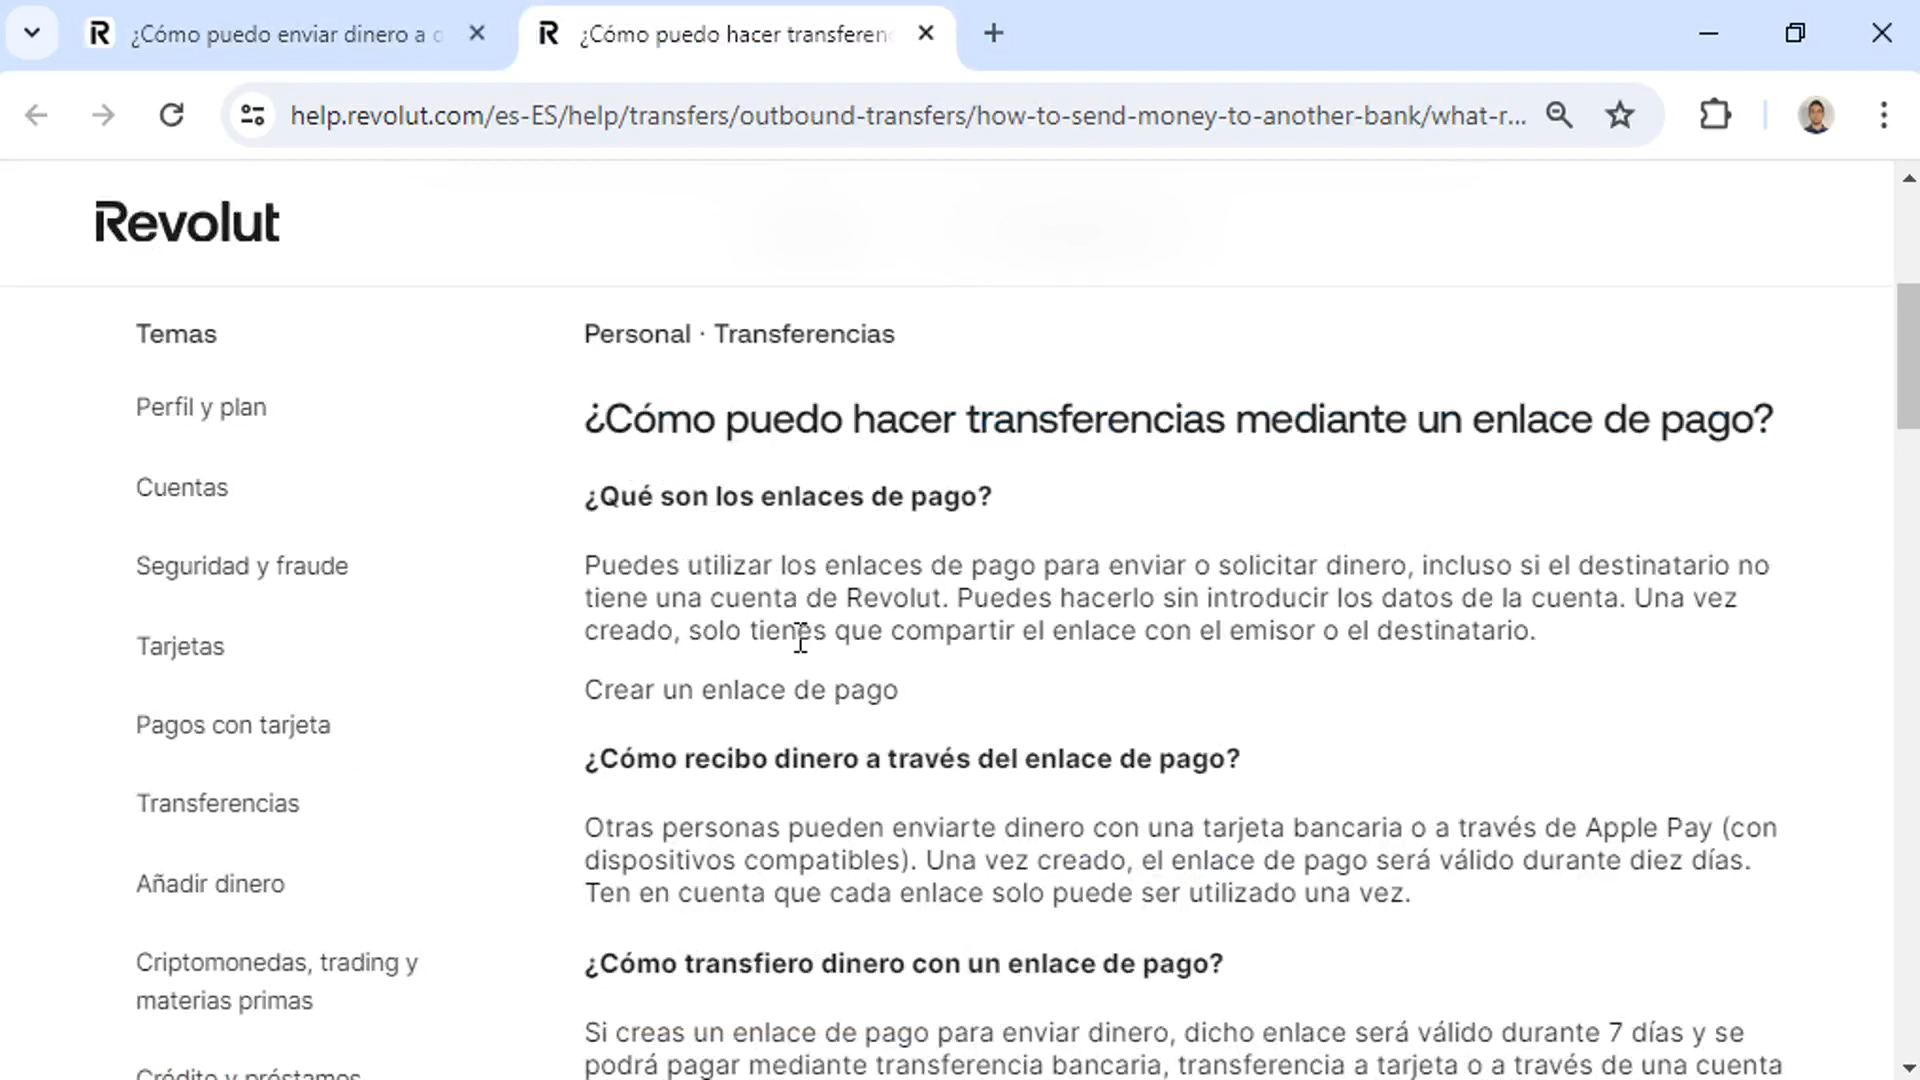 ¿Cómo puedo enviar dinero a o
¿Cómo puedo hacer transferen
help.revolut.com/es-ES/help/transfers/outbound-transfers/how-to-send-money-to-another-bank/what-r...
Revolut
Temas
Perfil y plan
Cuentas
Seguridad y fraude
Tarjetas
Pagos con tarjeta
Transferencias
Añadir dinero
Criptomonedas, trading y
materias primas
Crédito y préstamos
Personal · Transferencias
¿Cómo puedo hacer transferencias mediante un enlace de pago?
¿Qué son los enlaces de pago?
Puedes utilizar los enlaces de pago para enviar o solicitar dinero, incluso si el destinatario no
tiene una cuenta de Revolut. Puedes hacerlo sin introducir los datos de la cuenta. Una vez
creado, solo tienes que compartir el enlace con el emisor o el destinatario.
Crear un enlace de pago
¿Cómo recibo dinero a través del enlace de pago?
Otras personas pueden enviarte dinero con una tarjeta bancaria o a través de Apple Pay (con
dispositivos compatibles). Una vez creado, el enlace de pago será válido durante diez días.
Ten en cuenta que cada enlace solo puede ser utilizado una vez.
¿Cómo transfiero dinero con un enlace de pago?
Si creas un enlace de pago para enviar dinero, dicho enlace será válido durante 7 días y se
podrá pagar mediante transferencia bancaria, transferencia a tarjeta o a través de una cuenta